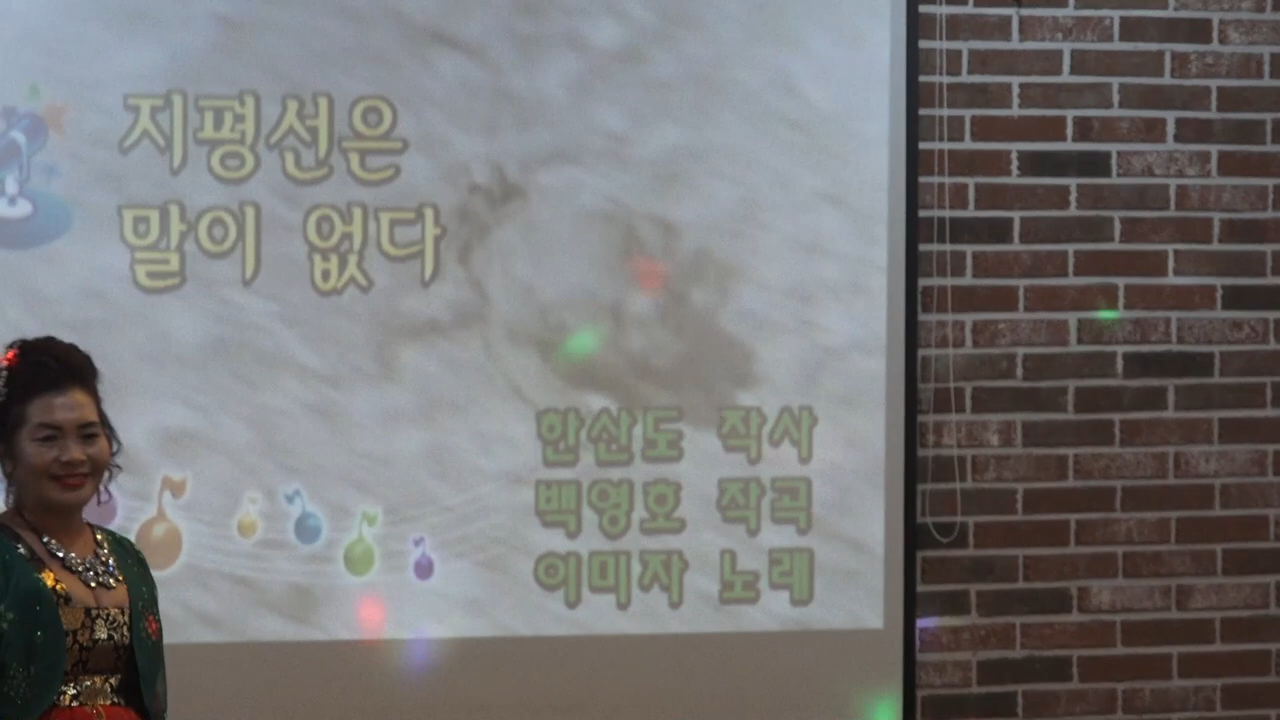 지평선은
말이 없다
한산도 작사
백영호 작곡
이미자 노래